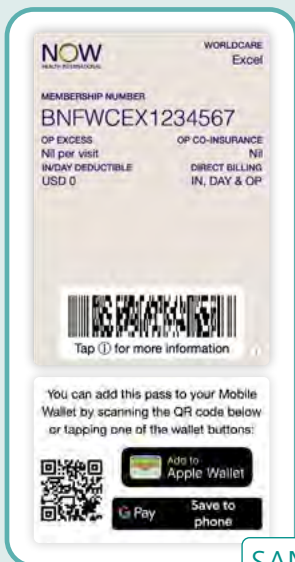 NOW
HEALTH INTERNATIONAL
WORLDCARE
Excel
MEMBERSHIP NUMBER
BNFWCEX1234567
OP EXCESS
Nil per visit
OP CO-INSURANCE
Nil
IN/DAY DEDUCTIBLE
USD 0
DIRECT BILLING
IN, DAY & OP
Tap ⓘ for more information
You can add this pass to your Mobile
Wallet by scanning the QR code below
or tapping one of the wallet buttons:
Add to
Apple Wallet
G Pay
Save to
phone
SAM